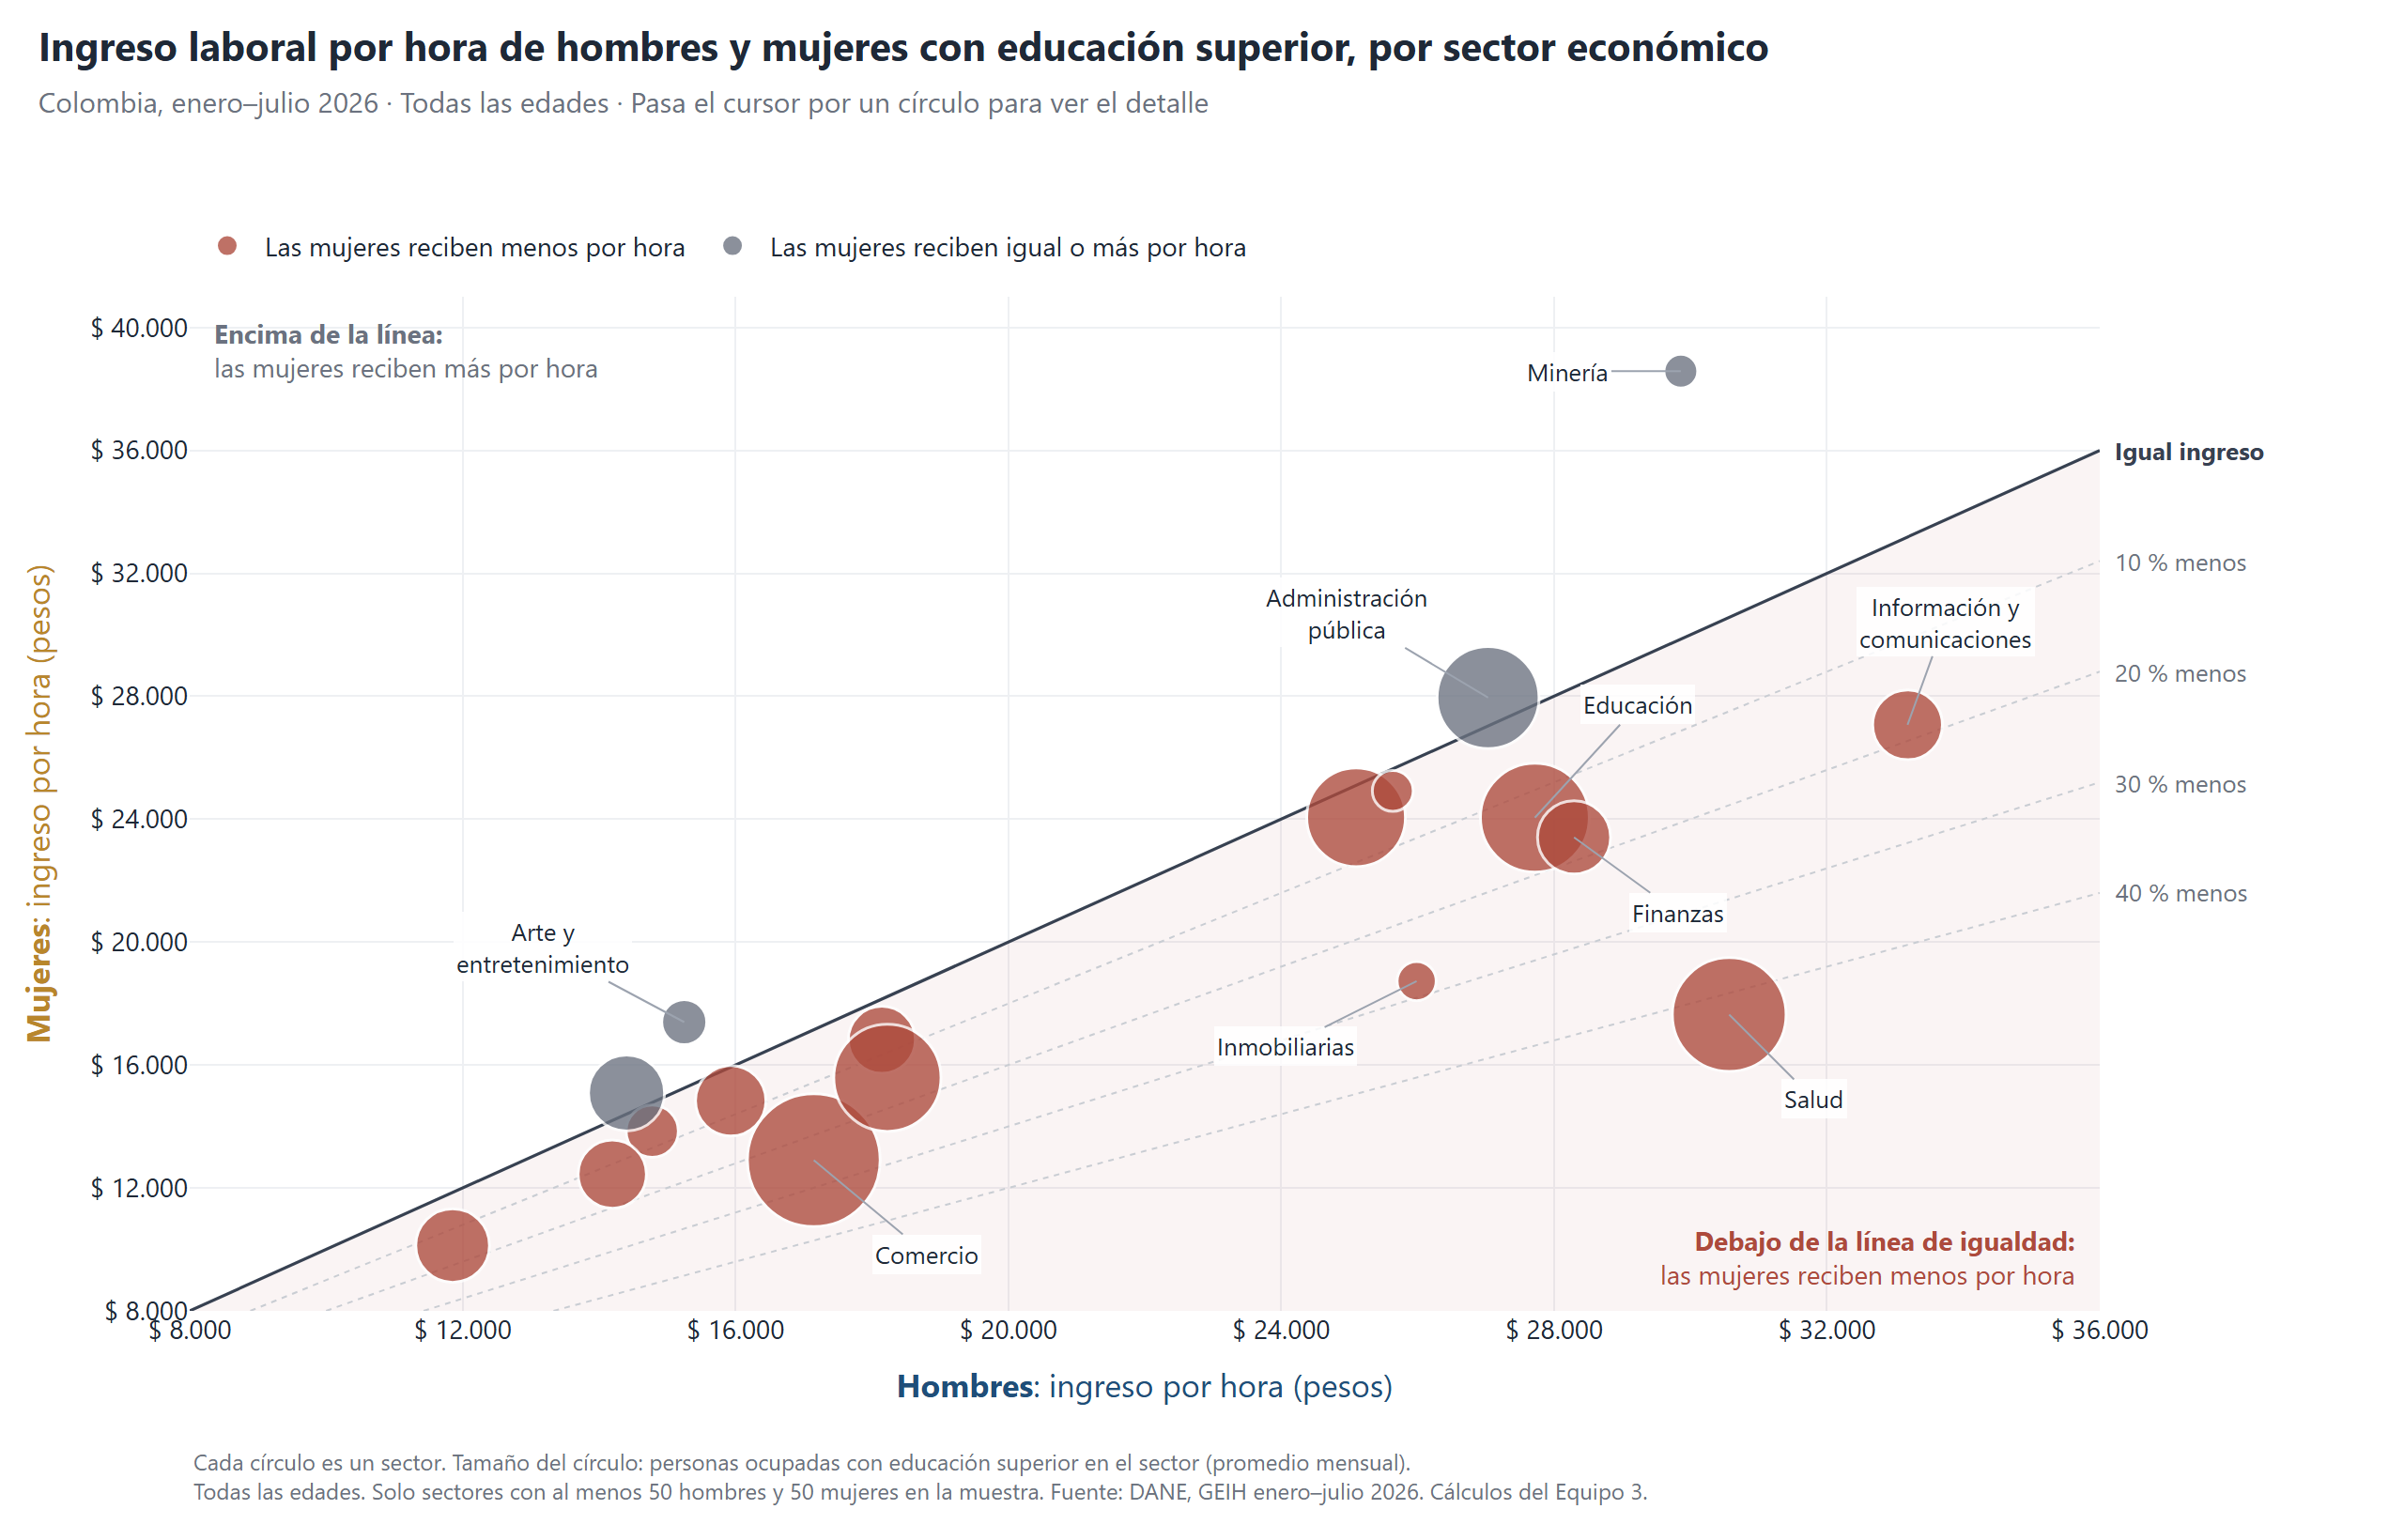 Ingreso laboral por hora de hombres y mujeres con educación superior, por sector económico
Colombia, enero–julio 2026 · Todas las edades · Pasa el cursor por un círculo para ver el detalle
Las mujeres reciben menos por hora
Las mujeres reciben igual o más por hora
$ 40.000
Encima de la línea:
las mujeres reciben más por hora
Minería
$ 36.000
Igual ingreso
$ 32.000
10 % menos
Administración
pública
Información y
comunicaciones
20 % menos
$ 28.000
Educación
30 % menos
$ 24.000
40 % menos
Finanzas
$ 20.000
Arte y
entretenimiento
Inmobiliarias
$ 16.000
Salud
$ 12.000
Comercio
Debajo de la línea de igualdad:
las mujeres reciben menos por hora
$ 8.000
Mujeres: ingreso por hora (pesos)
$ 8.000
$ 12.000
$ 16.000
$ 20.000
$ 24.000
$ 28.000
$ 32.000
$ 36.000
Hombres: ingreso por hora (pesos)
Cada círculo es un sector. Tamaño del círculo: personas ocupadas con educación superior en el sector (promedio mensual).
Todas las edades. Solo sectores con al menos 50 hombres y 50 mujeres en la muestra. Fuente: DANE, GEIH enero–julio 2026. Cálculos del Equipo 3.